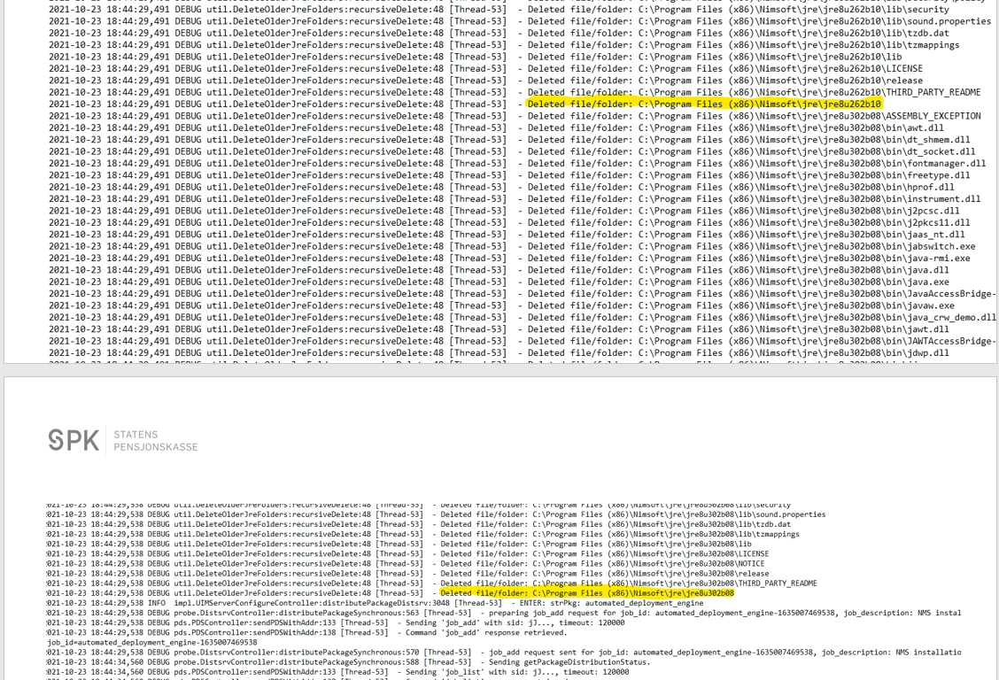 2021-10-23 18:44:29,491 DEBUG util.DeleteOlderJreFolders:recursiveDelete:48 [Thread-53]  - Deleted file/folder: C:\Program Files (x86)\Nimsoft\jre\jre8u262b10\lib\security
2021-10-23 18:44:29,491 DEBUG util.DeleteOlderJreFolders:recursiveDelete:48 [Thread-53]  - Deleted file/folder: C:\Program Files (x86)\Nimsoft\jre\jre8u262b10\lib\sound.properties
2021-10-23 18:44:29,491 DEBUG util.DeleteOlderJreFolders:recursiveDelete:48 [Thread-53]  - Deleted file/folder: C:\Program Files (x86)\Nimsoft\jre\jre8u262b10\lib\tzdb.dat
2021-10-23 18:44:29,491 DEBUG util.DeleteOlderJreFolders:recursiveDelete:48 [Thread-53]  - Deleted file/folder: C:\Program Files (x86)\Nimsoft\jre\jre8u262b10\lib\tzmappings
2021-10-23 18:44:29,491 DEBUG util.DeleteOlderJreFolders:recursiveDelete:48 [Thread-53]  - Deleted file/folder: C:\Program Files (x86)\Nimsoft\jre\jre8u262b10\lib
2021-10-23 18:44:29,491 DEBUG util.DeleteOlderJreFolders:recursiveDelete:48 [Thread-53]  - Deleted file/folder: C:\Program Files (x86)\Nimsoft\jre\jre8u262b10\LICENSE
2021-10-23 18:44:29,491 DEBUG util.DeleteOlderJreFolders:recursiveDelete:48 [Thread-53]  - Deleted file/folder: C:\Program Files (x86)\Nimsoft\jre\jre8u262b10\release
2021-10-23 18:44:29,491 DEBUG util.DeleteOlderJreFolders:recursiveDelete:48 [Thread-53]  - Deleted file/folder: C:\Program Files (x86)\Nimsoft\jre\jre8u262b10\THIRD_PARTY_README
2021-10-23 18:44:29,491 DEBUG util.DeleteOlderJreFolders:recursiveDelete:48 [Thread-53]  - Deleted file/folder: C:\Program Files (x86)\Nimsoft\jre\jre8u262b10
2021-10-23 18:44:29,491 DEBUG util.DeleteOlderJreFolders:recursiveDelete:48 [Thread-53]  - Deleted file/folder: C:\Program Files (x86)\Nimsoft\jre\jre8u302b08\ASSEMBLY_EXCEPTION
2021-10-23 18:44:29,491 DEBUG util.DeleteOlderJreFolders:recursiveDelete:48 [Thread-53]  - Deleted file/folder: C:\Program Files (x86)\Nimsoft\jre\jre8u302b08\bin\awt.dll
2021-10-23 18:44:29,491 DEBUG util.DeleteOlderJreFolders:recursiveDelete:48 [Thread-53]  - Deleted file/folder: C:\Program Files (x86)\Nimsoft\jre\jre8u302b08\bin\dt_shmem.dll
2021-10-23 18:44:29,491 DEBUG util.DeleteOlderJreFolders:recursiveDelete:48 [Thread-53]  - Deleted file/folder: C:\Program Files (x86)\Nimsoft\jre\jre8u302b08\bin\dt_socket.dll
2021-10-23 18:44:29,491 DEBUG util.DeleteOlderJreFolders:recursiveDelete:48 [Thread-53]  - Deleted file/folder: C:\Program Files (x86)\Nimsoft\jre\jre8u302b08\bin\fontmanager.dll
2021-10-23 18:44:29,491 DEBUG util.DeleteOlderJreFolders:recursiveDelete:48 [Thread-53]  - Deleted file/folder: C:\Program Files (x86)\Nimsoft\jre\jre8u302b08\bin\freetype.dll
2021-10-23 18:44:29,491 DEBUG util.DeleteOlderJreFolders:recursiveDelete:48 [Thread-53]  - Deleted file/folder: C:\Program Files (x86)\Nimsoft\jre\jre8u302b08\bin\hprof.dll
2021-10-23 18:44:29,491 DEBUG util.DeleteOlderJreFolders:recursiveDelete:48 [Thread-53]  - Deleted file/folder: C:\Program Files (x86)\Nimsoft\jre\jre8u302b08\bin\instrument.dll
2021-10-23 18:44:29,491 DEBUG util.DeleteOlderJreFolders:recursiveDelete:48 [Thread-53]  - Deleted file/folder: C:\Program Files (x86)\Nimsoft\jre\jre8u302b08\bin\j2pcsc.dll
2021-10-23 18:44:29,491 DEBUG util.DeleteOlderJreFolders:recursiveDelete:48 [Thread-53]  - Deleted file/folder: C:\Program Files (x86)\Nimsoft\jre\jre8u302b08\bin\j2pkcs11.dll
2021-10-23 18:44:29,491 DEBUG util.DeleteOlderJreFolders:recursiveDelete:48 [Thread-53]  - Deleted file/folder: C:\Program Files (x86)\Nimsoft\jre\jre8u302b08\bin\jaas_nt.dll
2021-10-23 18:44:29,491 DEBUG util.DeleteOlderJreFolders:recursiveDelete:48 [Thread-53]  - Deleted file/folder: C:\Program Files (x86)\Nimsoft\jre\jre8u302b08\bin\jabswitch.exe
2021-10-23 18:44:29,491 DEBUG util.DeleteOlderJreFolders:recursiveDelete:48 [Thread-53]  - Deleted file/folder: C:\Program Files (x86)\Nimsoft\jre\jre8u302b08\bin\java-rmi.exe
2021-10-23 18:44:29,491 DEBUG util.DeleteOlderJreFolders:recursiveDelete:48 [Thread-53]  - Deleted file/folder: C:\Program Files (x86)\Nimsoft\jre\jre8u302b08\bin\java.dll
2021-10-23 18:44:29,491 DEBUG util.DeleteOlderJreFolders:recursiveDelete:48 [Thread-53]  - Deleted file/folder: C:\Program Files (x86)\Nimsoft\jre\jre8u302b08\bin\java.exe
2021-10-23 18:44:29,491 DEBUG util.DeleteOlderJreFolders:recursiveDelete:48 [Thread-53]  - Deleted file/folder: C:\Program Files (x86)\Nimsoft\jre\jre8u302b08\bin\JavaAccessBridge-
2021-10-23 18:44:29,491 DEBUG util.DeleteOlderJreFolders:recursiveDelete:48 [Thread-53]  - Deleted file/folder: C:\Program Files (x86)\Nimsoft\jre\jre8u302b08\bin\javaw.exe
2021-10-23 18:44:29,491 DEBUG util.DeleteOlderJreFolders:recursiveDelete:48 [Thread-53]  - Deleted file/folder: C:\Program Files (x86)\Nimsoft\jre\jre8u302b08\bin\java_crw_demo.dll
2021-10-23 18:44:29,491 DEBUG util.DeleteOlderJreFolders:recursiveDelete:48 [Thread-53]  - Deleted file/folder: C:\Program Files (x86)\Nimsoft\jre\jre8u302b08\bin\jawt.dll
2021-10-23 18:44:29,491 DEBUG util.DeleteOlderJreFolders:recursiveDelete:48 [Thread-53]  - Deleted file/folder: C:\Program Files (x86)\Nimsoft\jre\jre8u302b08\bin\JAWTAccessBridge-
2021-10-23 18:44:29,491 DEBUG util.DeleteOlderJreFolders:recursiveDelete:48 [Thread-53]  - Deleted file/folder: C:\Program Files (x86)\Nimsoft\jre\jre8u302b08\bin\jdwp.dll
SPK STATENS
PENSJONSKASSE
021-10-23 18:44:29,538 DEBUG util.DeleteOlderJreFolders:recursiveDelete:48 [Thread-53]  - Deleted file/folder: C:\Program Files (x86)\Nimsoft\jre\jre8u302b08\lib\security
021-10-23 18:44:29,538 DEBUG util.DeleteOlderJreFolders:recursiveDelete:48 [Thread-53]  - Deleted file/folder: C:\Program Files (x86)\Nimsoft\jre\jre8u302b08\lib\sound.properties
021-10-23 18:44:29,538 DEBUG util.DeleteOlderJreFolders:recursiveDelete:48 [Thread-53]  - Deleted file/folder: C:\Program Files (x86)\Nimsoft\jre\jre8u302b08\lib\tzdb.dat
021-10-23 18:44:29,538 DEBUG util.DeleteOlderJreFolders:recursiveDelete:48 [Thread-53]  - Deleted file/folder: C:\Program Files (x86)\Nimsoft\jre\jre8u302b08\lib\tzmappings
021-10-23 18:44:29,538 DEBUG util.DeleteOlderJreFolders:recursiveDelete:48 [Thread-53]  - Deleted file/folder: C:\Program Files (x86)\Nimsoft\jre\jre8u302b08\lib
021-10-23 18:44:29,538 DEBUG util.DeleteOlderJreFolders:recursiveDelete:48 [Thread-53]  - Deleted file/folder: C:\Program Files (x86)\Nimsoft\jre\jre8u302b08\LICENSE
021-10-23 18:44:29,538 DEBUG util.DeleteOlderJreFolders:recursiveDelete:48 [Thread-53]  - Deleted file/folder: C:\Program Files (x86)\Nimsoft\jre\jre8u302b08\NOTICE
021-10-23 18:44:29,538 DEBUG util.DeleteOlderJreFolders:recursiveDelete:48 [Thread-53]  - Deleted file/folder: C:\Program Files (x86)\Nimsoft\jre\jre8u302b08\release
021-10-23 18:44:29,538 DEBUG util.DeleteOlderJreFolders:recursiveDelete:48 [Thread-53]  - Deleted file/folder: C:\Program Files (x86)\Nimsoft\jre\jre8u302b08\THIRD_PARTY_README
021-10-23 18:44:29,538 DEBUG util.DeleteOlderJreFolders:recursiveDelete:48 [Thread-53]  - Deleted file/folder: C:\Program Files (x86)\Nimsoft\jre\jre8u302b08
021-10-23 18:44:29,538 INFO  impl.UIMServerConfigureController:distributePackageDistsrv:3048 [Thread-53]  - ENTER: strPkg: automated_deployment_engine
021-10-23 18:44:29,538 DEBUG probe.DistsrvController:distributePackageSynchronous:563 [Thread-53]  - preparing job_add request for job_id: automated_deployment_engine-1635007469538, job_description: NMS instal
021-10-23 18:44:29,538 DEBUG pds.PDSController:sendPDSWithAddr:133 [Thread-53]  - Sending 'job_add' with sid: jJ..., timeout: 120000
021-10-23 18:44:29,538 DEBUG pds.PDSController:sendPDSWithAddr:138 [Thread-53]  - Command 'job_add' response retrieved.
job_id=automated_deployment_engine-1635007469538
021-10-23 18:44:29,538 DEBUG probe.DistsrvController:distributePackageSynchronous:570 [Thread-53]  - job_add request sent for job_id: automated_deployment_engine-1635007469538, job_description: NMS installatio
021-10-23 18:44:34,560 DEBUG probe.DistsrvController:distributePackageSynchronous:588 [Thread-53]  - Sending getPackageDistributionStatus.
021-10-23 18:44:34,560 DEBUG pds.PDSController:sendPDSWithAddr:133 [Thread-53]  - Sending 'job_list' with sid: jJ..., timeout: 120000